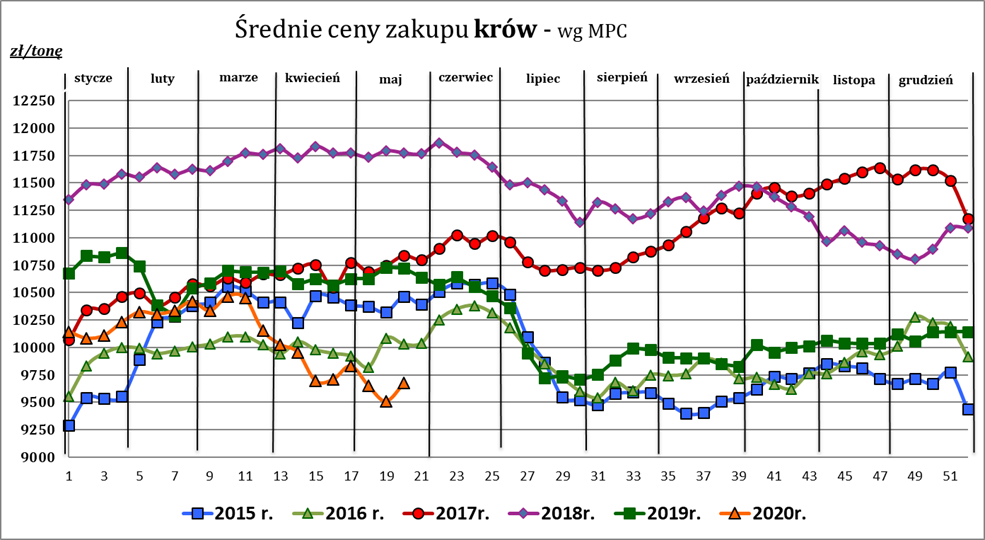 Średnie ceny zakupu krów - wg MPC
zł/tonę
stycze luty marze kwiecień maj czerwiec lipiec sierpień wrzesień październik listopa grudzień
12250
12000
11750
11500
11250
11000
10750
10500
10250
10000
9750
9500
9250
9000
1 3 5 7 9 11 13 15 17 19 21 23 25 27 29 31 33 35 37 39 41 43 45 47 49 51
2015 r. 2016 r. 2017r. 2018r. 2019r. 2020r.